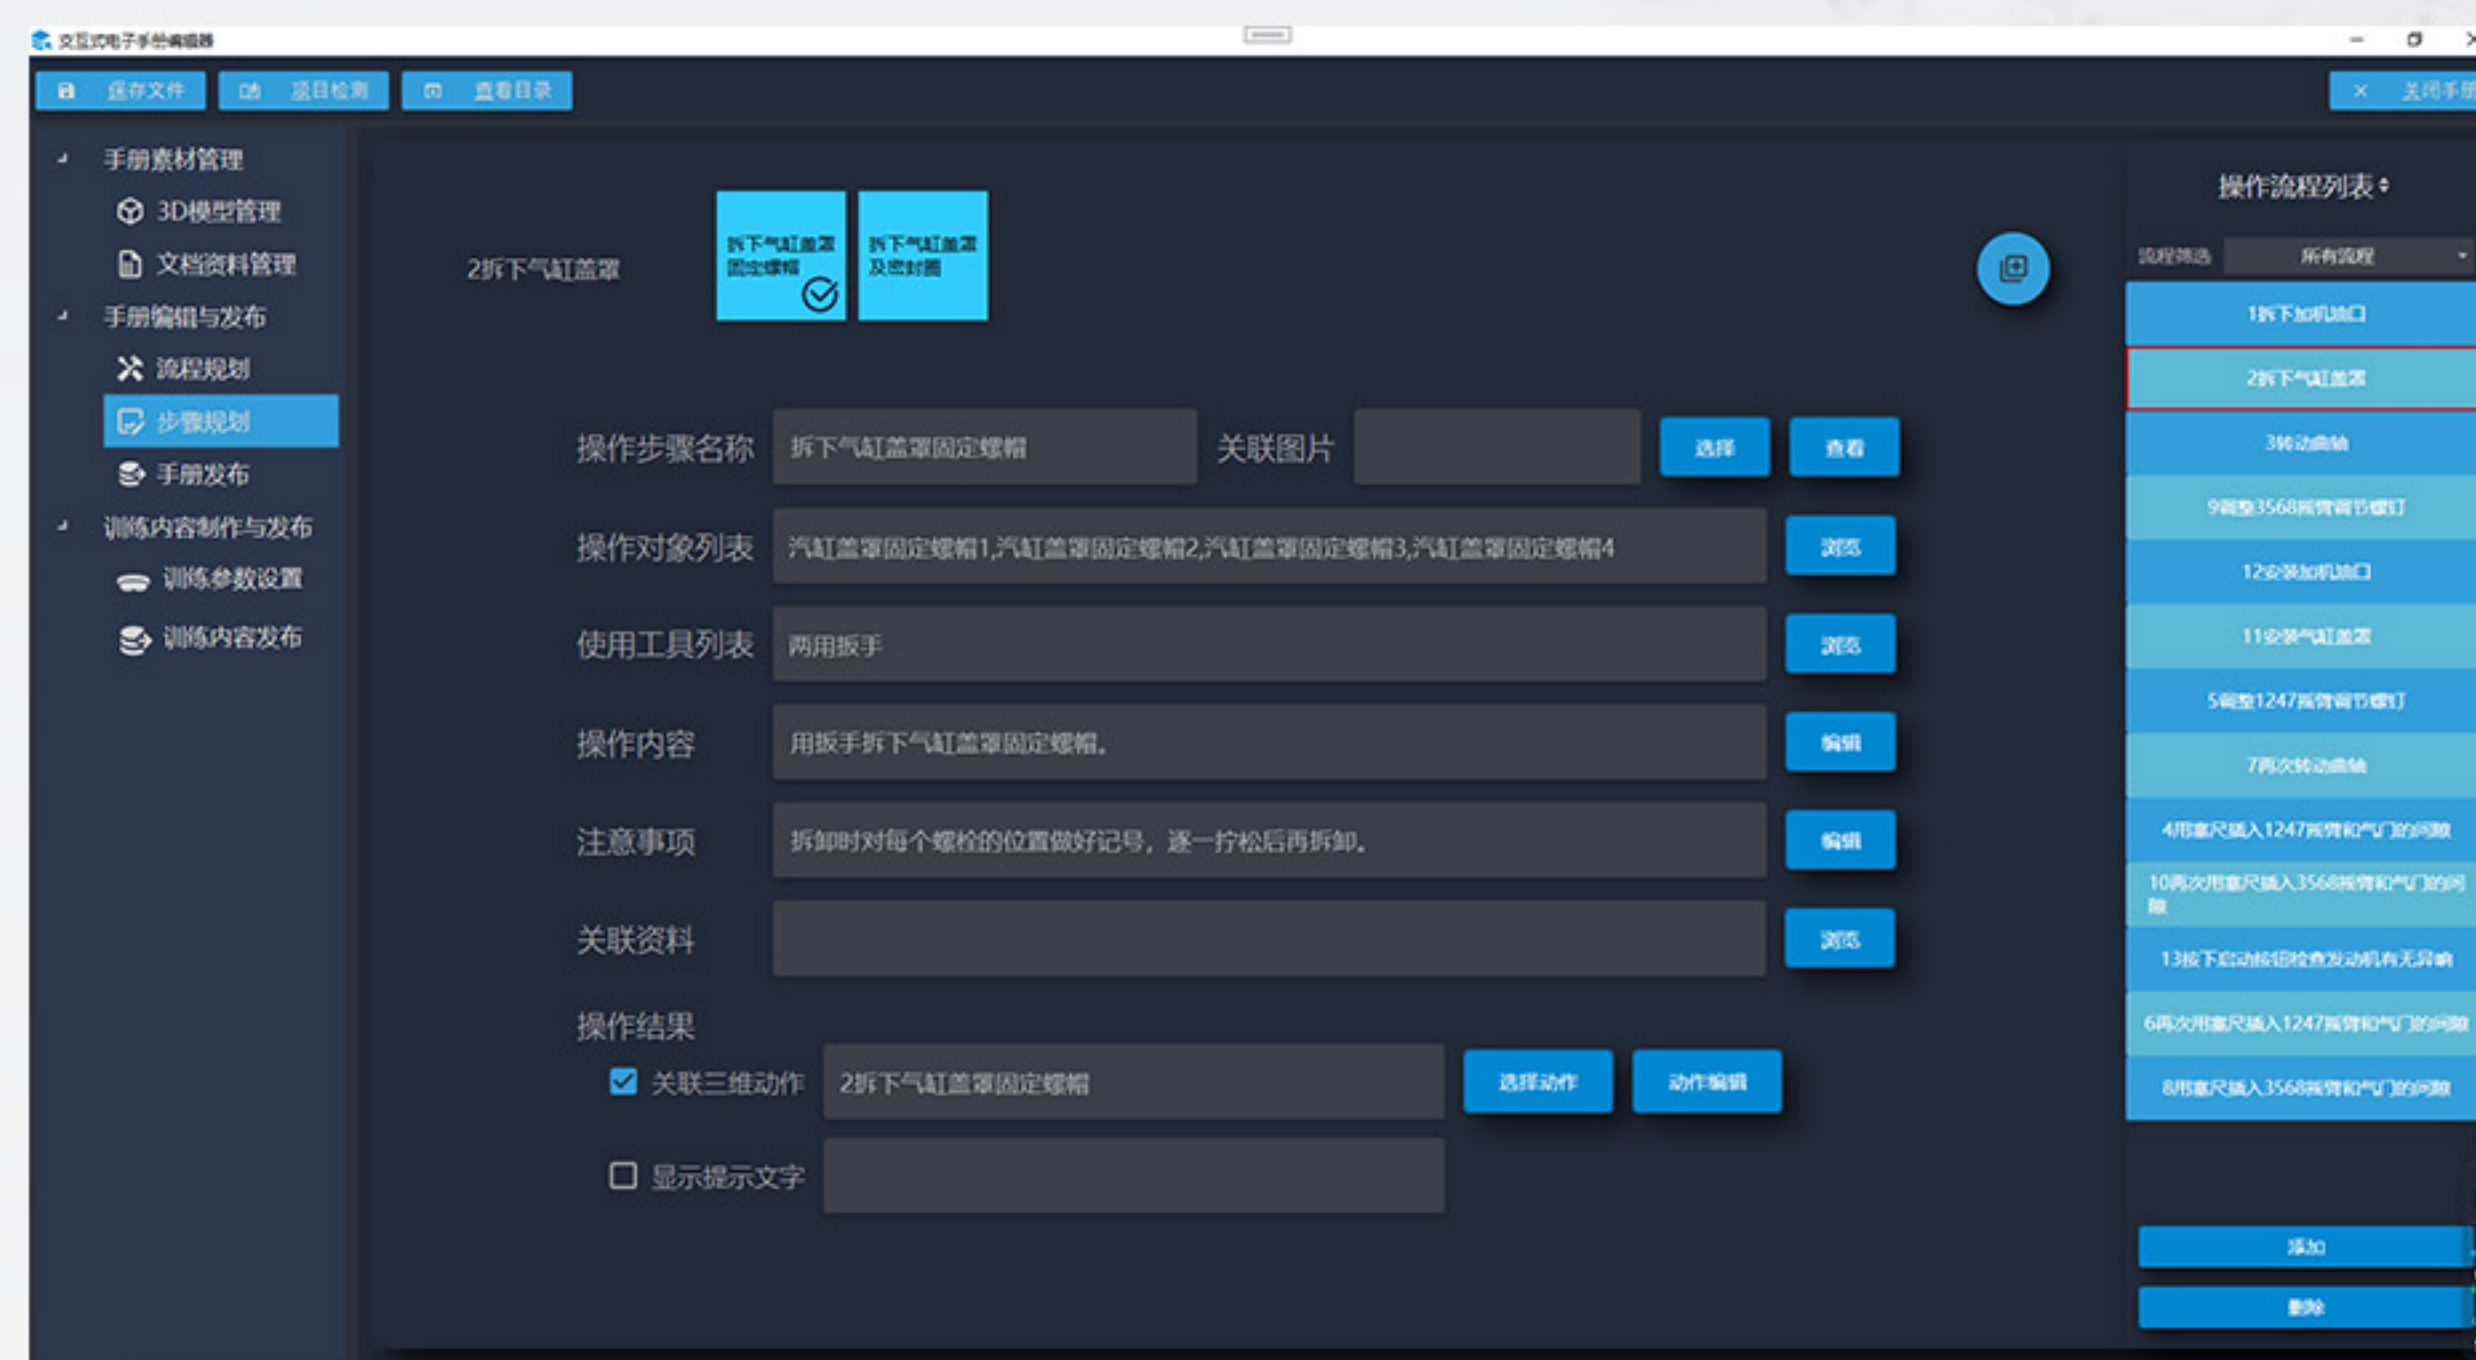 交互式电子手册编辑器
保存文件
项目检测
查看目录
关闭手册
手册素材管理
3D模型管理
文档资料管理
手册编辑与发布
流程规划
步骤规划
手册发布
训练内容制作与发布
训练参数设置
训练内容发布
2拆下气缸盖罩
拆下气缸盖罩
固定螺帽
拆下气缸盖罩
及密封圈
操作步骤名称
拆下气缸盖罩固定螺帽
关联图片
选择
查看
操作对象列表
汽缸盖罩固定螺帽1,汽缸盖罩固定螺帽2,汽缸盖罩固定螺帽3,汽缸盖罩固定螺帽4
浏览
使用工具列表
两用扳手
浏览
操作内容
用扳手拆下气缸盖罩固定螺帽。
编辑
注意事项
拆卸时对每个螺栓的位置做好记号，逐一拧松后再拆卸。
编辑
关联资料
浏览
操作结果
关联三维动作
2拆下气缸盖罩固定螺帽
选择动作
动作编辑
显示提示文字
操作流程列表
流程筛选
所有流程
1拆下加机油口
2拆下气缸盖罩
3转动曲轴
9调整3568摇臂调节螺钉
12安装加机油口
11安装气缸盖罩
5调整1247摇臂调节螺钉
7再次转动曲轴
4用塞尺插入1247摇臂和气门的间隙
10再次用塞尺插入3568摇臂和气门的间
隙
13按下启动按钮检查发动机有无异响
6再次用塞尺插入1247摇臂和气门的间隙
8用塞尺插入3568摇臂和气门的间隙
添加
删除